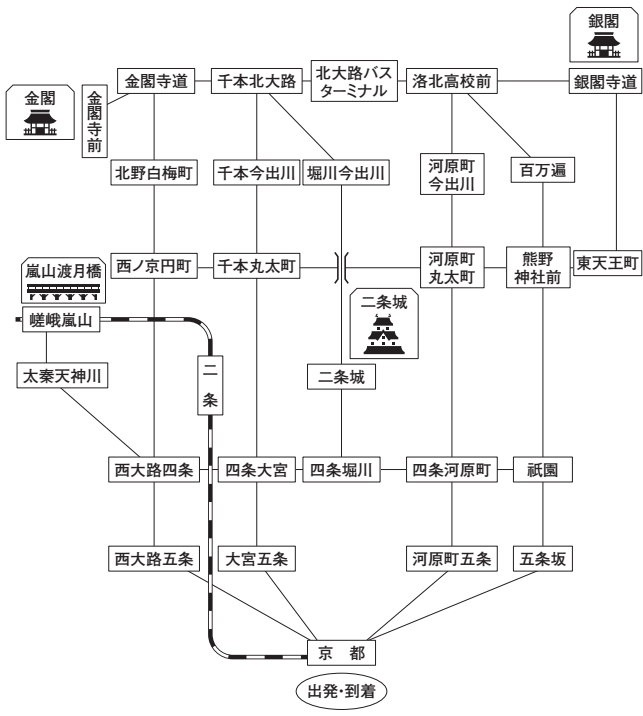 銀閣
金閣
金閣寺前
金閣寺道
千本北大路
北大路バス
ターミナル
洛北高校前
銀閣寺道
北野白梅町
千本今出川
堀川今出川
河原町
今出川
百万遍
嵐山渡月橋
西ノ京円町
千本丸太町
河原町
丸太町
熊野
神社前
東天王町
嵯峨嵐山
二条城
太秦天神川
二条
二条城
西大路四条
四条大宮
四条堀川
四条河原町
祇園
西大路五条
大宮五条
河原町五条
五条坂
京都
出発・到着